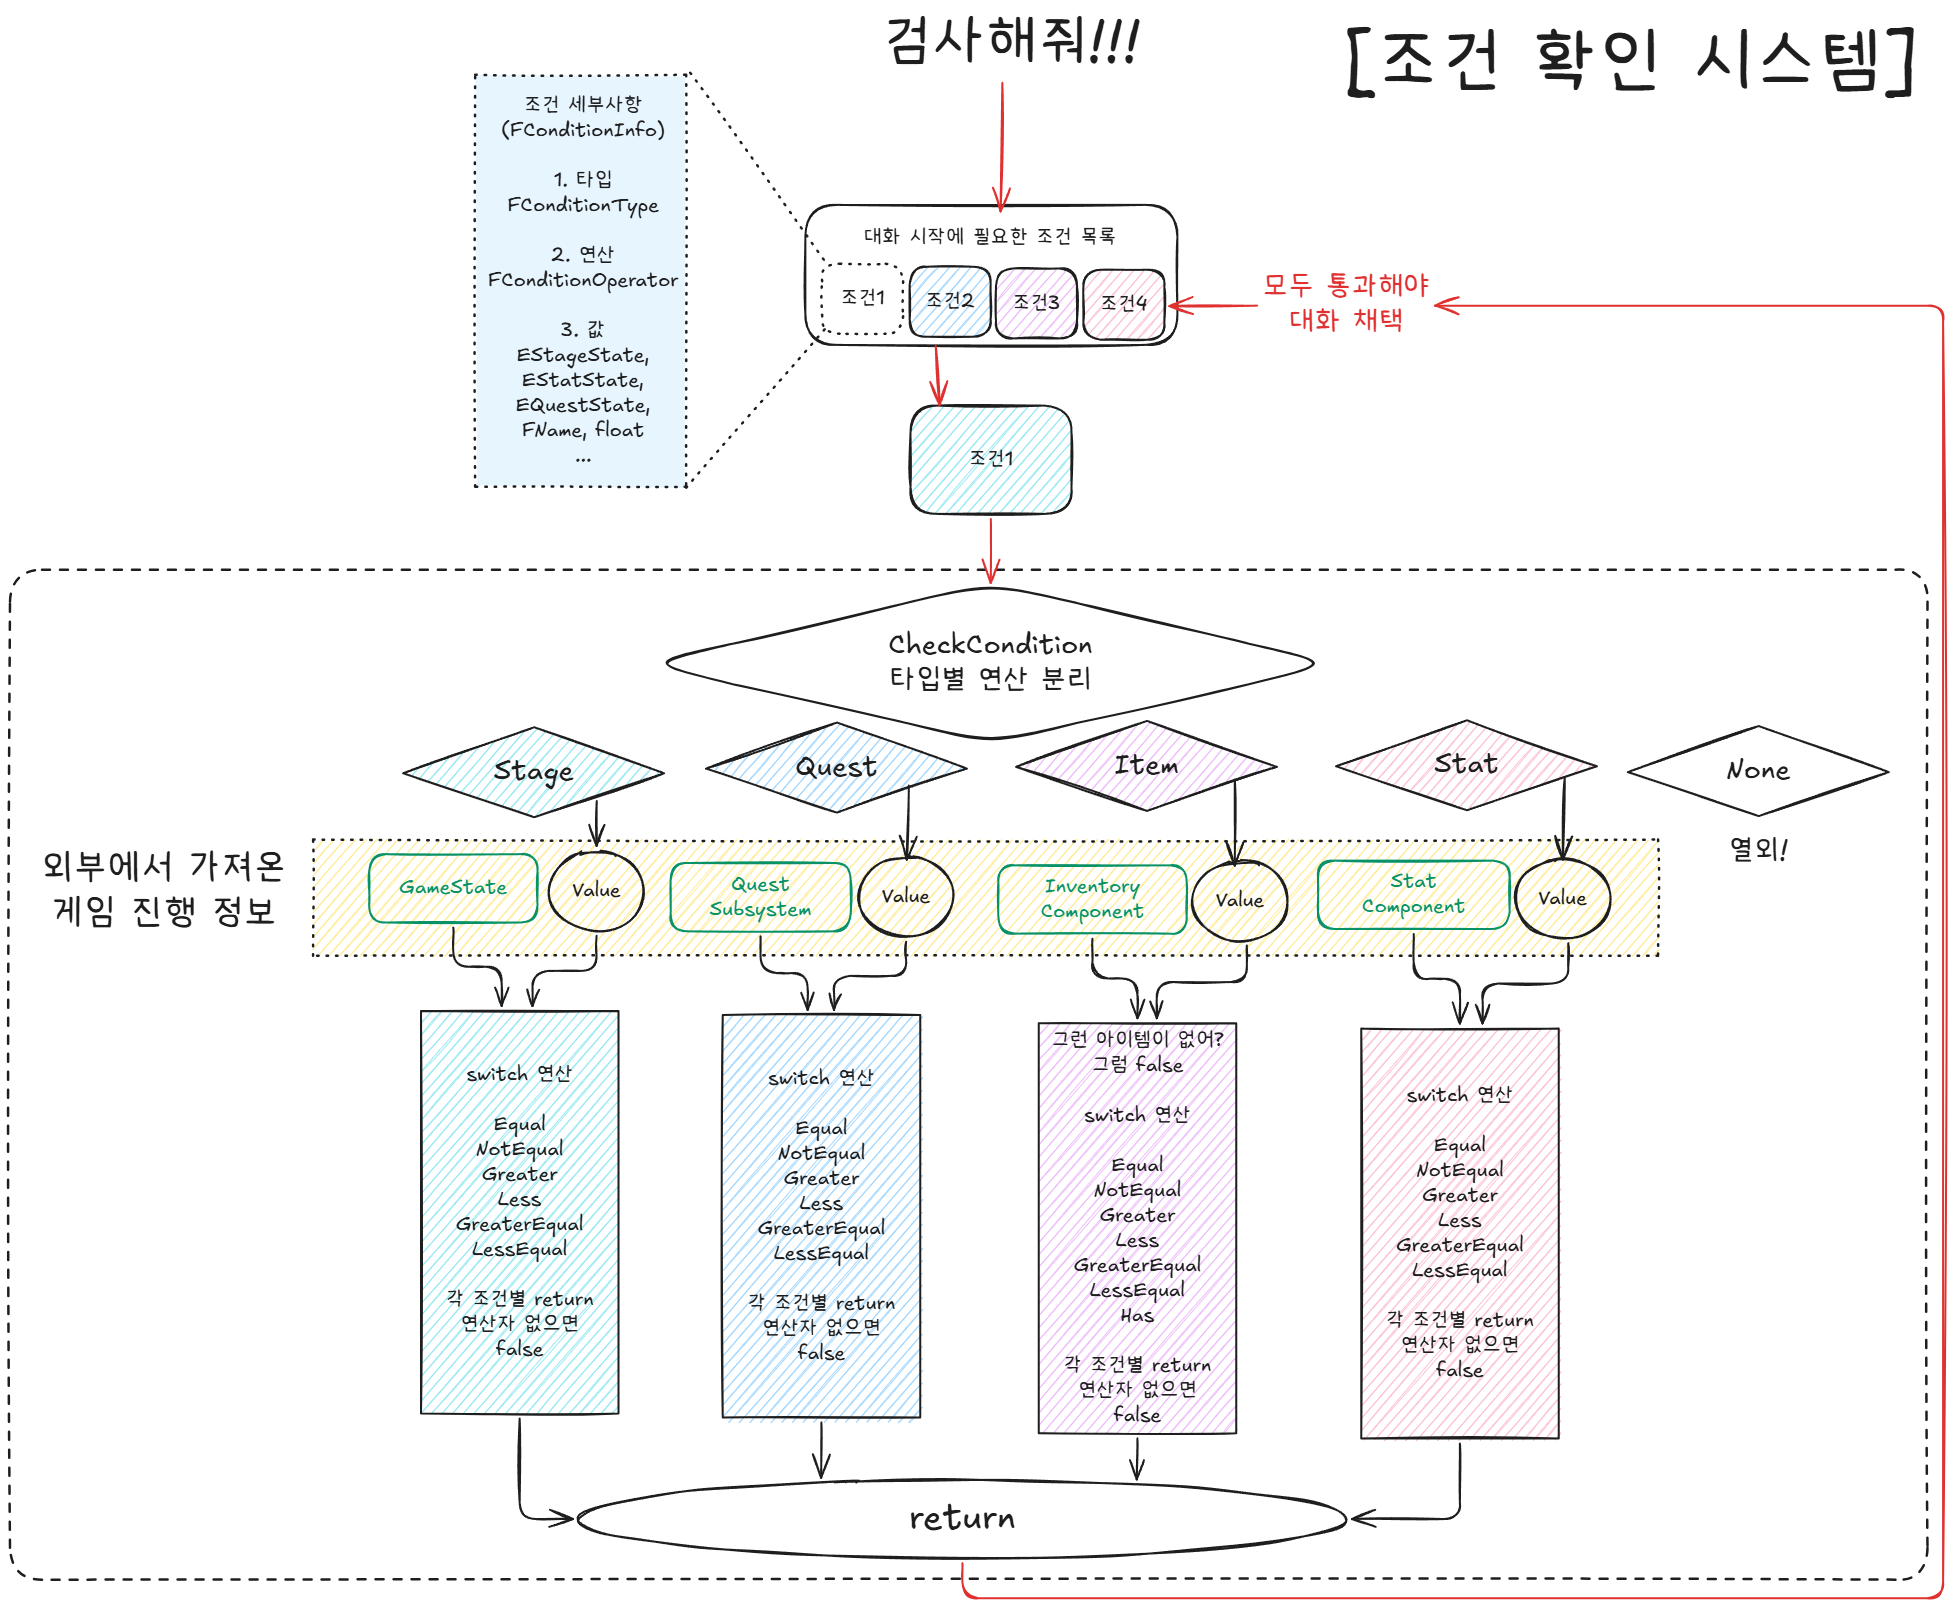 검사해줘!!!
[조건 확인 시스템]
조건 세부사항
(FConditionInfo)
1. 타입
FConditionType
2. 연산
FConditionOperator
3. 값
EStageState,
EStatState,
EQuestState,
FName, float
...
대화 시작에 필요한 조건 목록
조건1
조건2
조건3
조건4
모두 통과해야
대화 채택
조건1
CheckCondition
타입별 연산 분리
Stage
Quest
Item
Stat
None
열외!
외부에서 가져온
게임 진행 정보
GameState
Value
Quest
Subsystem
Value
Inventory
Component
Value
Stat
Component
Value
switch 연산
Equal
NotEqual
Greater
Less
GreaterEqual
LessEqual
각 조건별 return
연산자 없으면
false
switch 연산
Equal
NotEqual
Greater
Less
GreaterEqual
LessEqual
각 조건별 return
연산자 없으면
false
그런 아이템이 없어?
그럼 false
switch 연산
Equal
NotEqual
Greater
Less
GreaterEqual
LessEqual
Has
각 조건별 return
연산자 없으면
false
switch 연산
Equal
NotEqual
Greater
Less
GreaterEqual
LessEqual
각 조건별 return
연산자 없으면
false
return